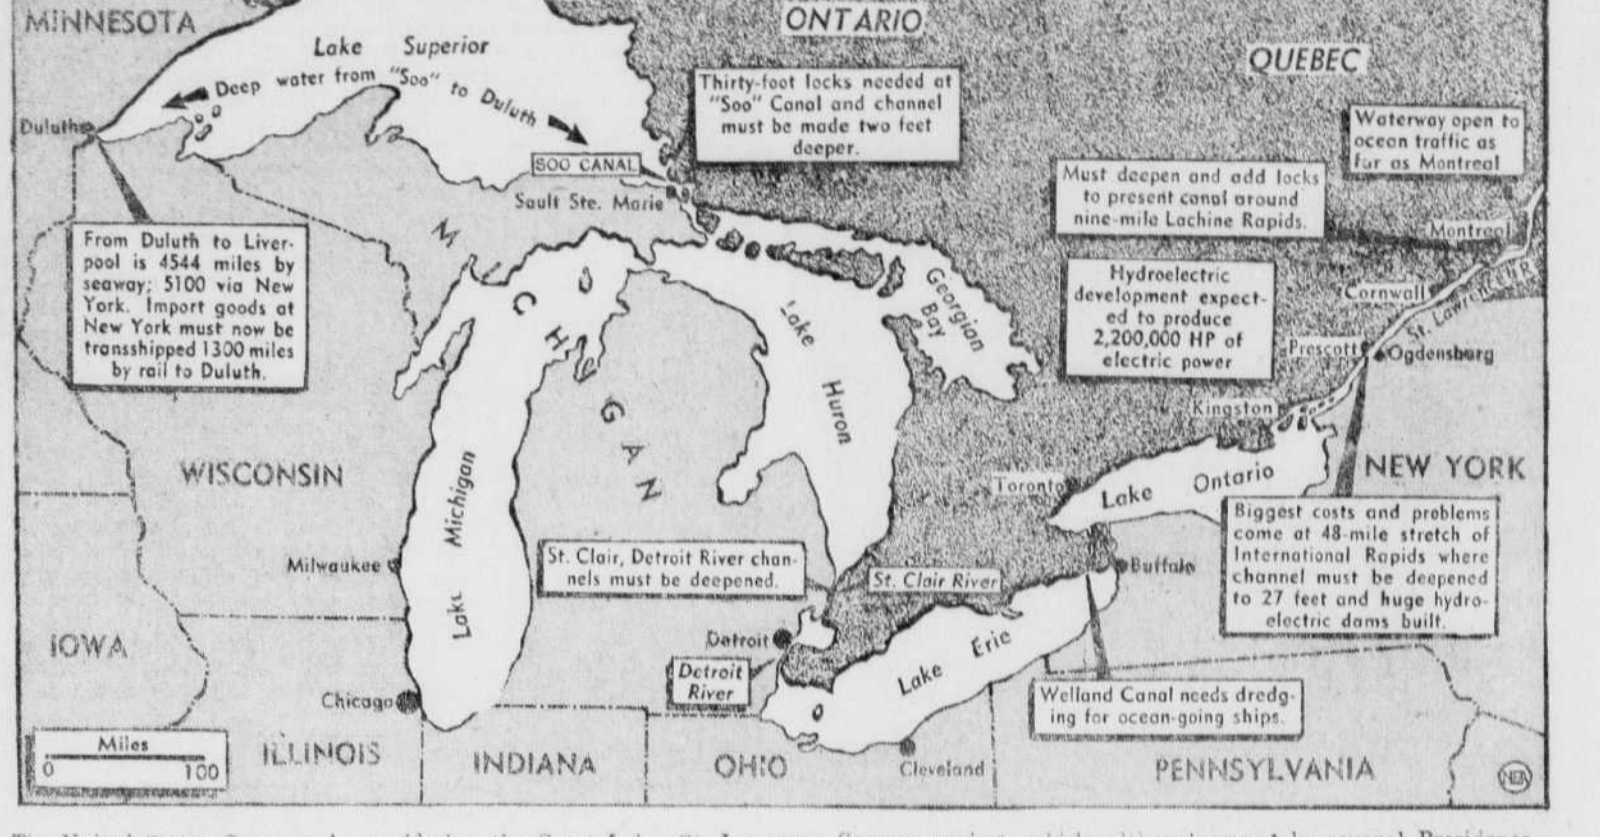 MINNESOTA
ONTARIO
QUEBEC
Lake Superior
Deep water from "Soo" to Duluth
Duluth
Thirty-foot locks needed at
"Soo" Canal and channel
must be made two feet
deeper.
SOO CANAL
Sault Ste. Marie
Waterway open to
ocean traffic as
far as Montreal
Must deepen and add locks
to present canal around
nine-mile Lachine Rapids.
Montreal
From Duluth to Liver-
pool is 4544 miles by
seaway; 5100 via New
York. Import goods at
New York must now be
transshipped 1300 miles
by rail to Duluth.
MICHIGAN
Lake Huron
Georgian
Bay
Hydroelectric
development expect-
ed to produce
2,200,000 HP of
electric power
Cornwall
St. Lawrence R.
Prescott
Ogdensburg
Kingston
WISCONSIN
Lake Michigan
Toronto
Lake Ontario
NEW YORK
Biggest costs and problems
come at 48-mile stretch of
International Rapids where
channel must be deepened
to 27 feet and huge hydro-
electric dams built.
Milwaukee
St. Clair, Detroit River chan-
nels must be deepened.
St. Clair River
Buffalo
IOWA
Detroit
Detroit
River
Lake Erie
Welland Canal needs dredg-
ing for ocean-going ships.
Chicago
Miles
0 100
ILLINOIS
INDIANA
OHIO
Cleveland
PENNSYLVANIA
NEA